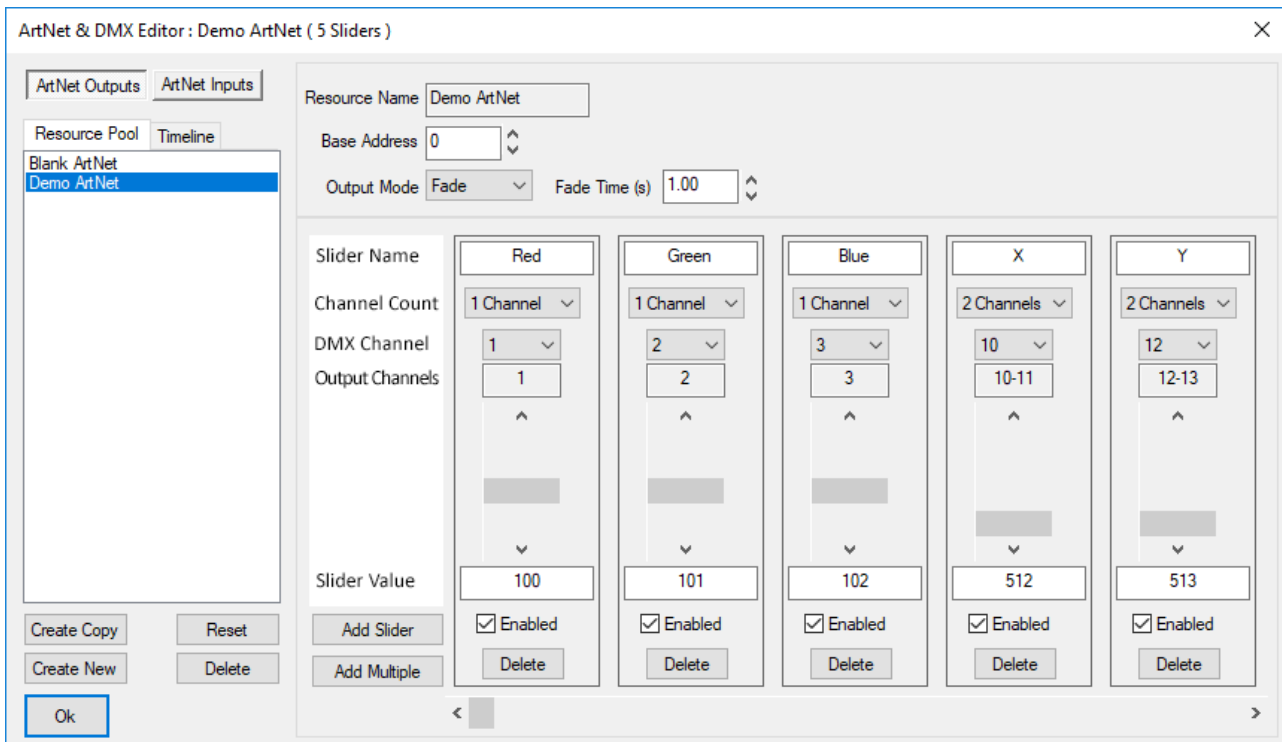 ArtNet & DMX Editor : Demo ArtNet ( 5 Sliders )
ArtNet Outputs ArtNet Inputs
Resource Pool Timeline
Blank ArtNet
Demo ArtNet
Create Copy Reset
Create New Delete
Ok
Resource Name Demo ArtNet
Base Address 0
Output Mode Fade Fade Time (s) 1.00
Slider Name Red Green Blue X Y
Channel Count 1 Channel 1 Channel 1 Channel 2 Channels 2 Channels
DMX Channel 1 2 3 10 12
Output Channels 1 2 3 10-11 12-13
Slider Value 100 101 102 512 513
Add Slider Enabled Enabled Enabled Enabled Enabled
Add Multiple Delete Delete Delete Delete Delete